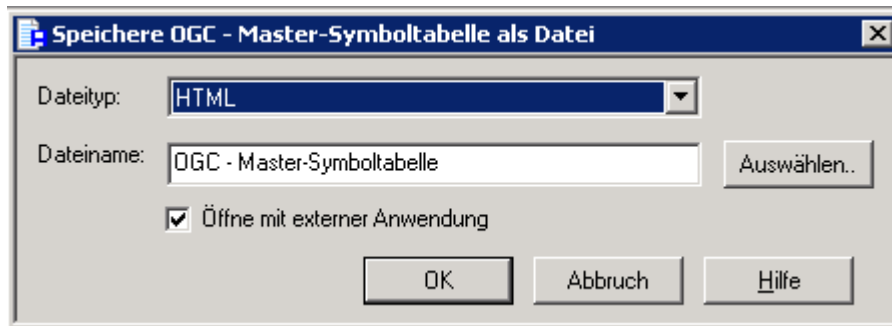 Speichere OGC - Master-Symboltabelle als Datei
Dateityp: HTML
Dateiname: OGC - Master-Symboltabelle Auswählen..
Öffne mit externer Anwendung
OK Abbruch Hilfe